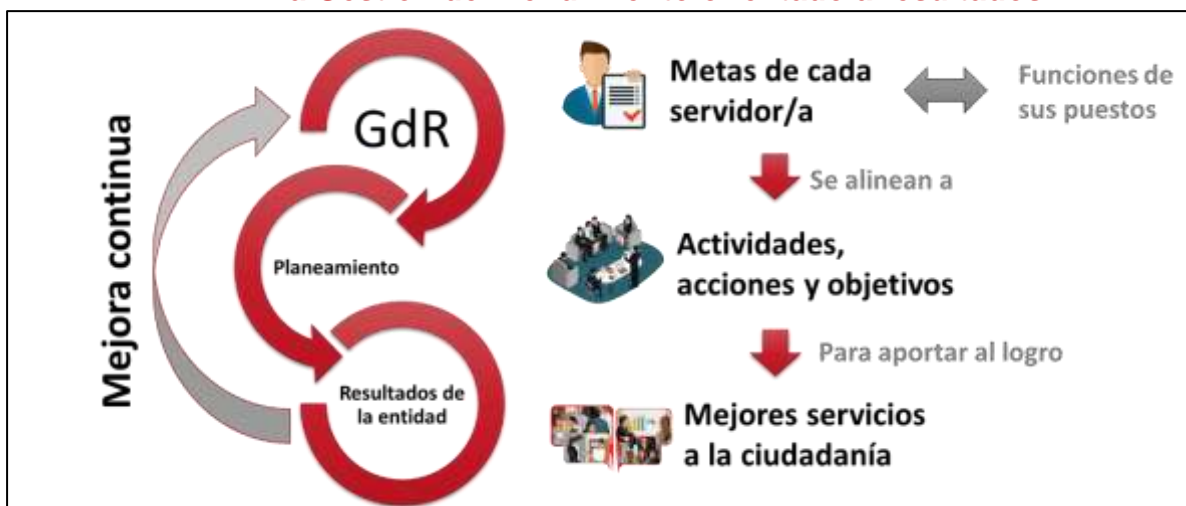 Mejora continua
GdR
Planeamiento
Resultados de
la entidad
Metas de cada
servidor/a
Funciones de
sus puestos
Se alinean a
Actividades,
acciones y objetivos
Para aportar al logro
Mejores servicios
a la ciudadanía